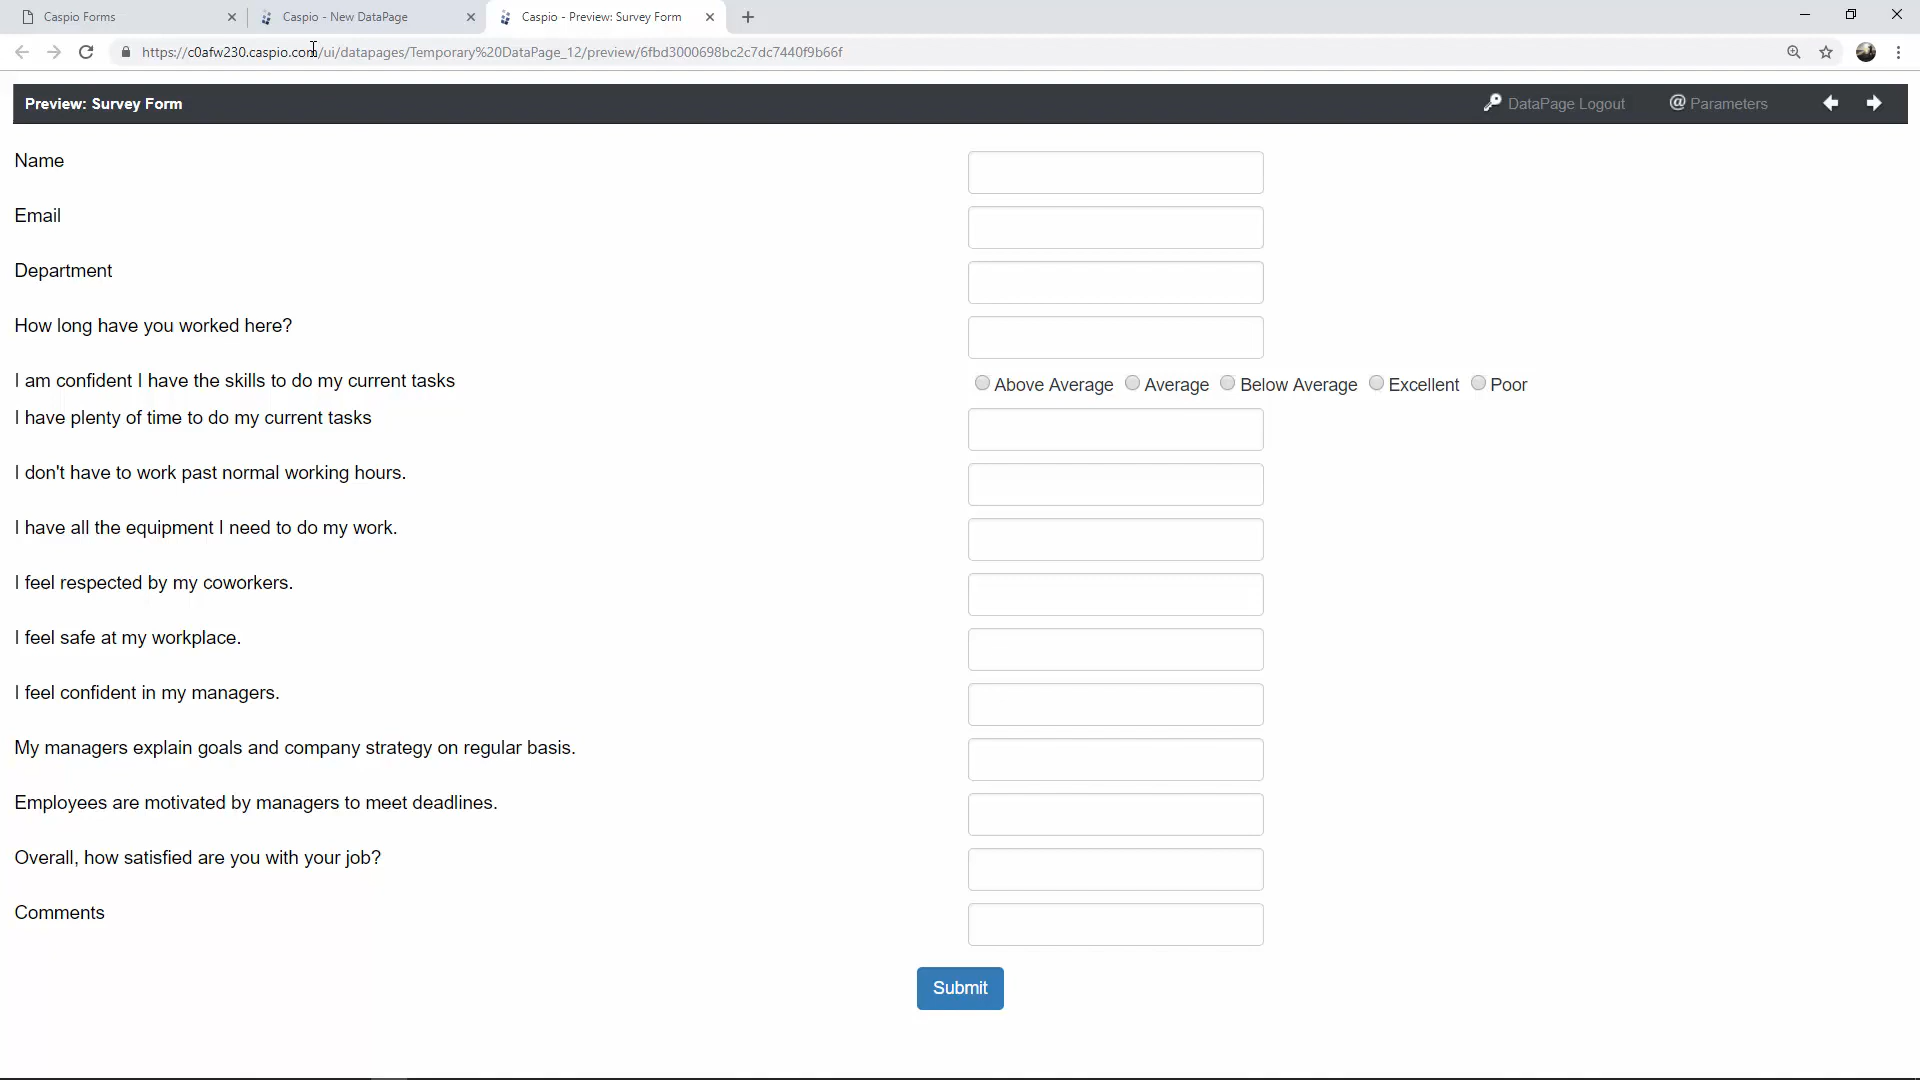 Caspio Forms
Caspio - New DataPage
Caspio - Preview: Survey Form
https://c0afw230.caspio.com/ui/datapages/Temporary%20DataPage_12/preview/6fbd3000698bc2c7dc7440f9b66f
Preview: Survey Form
DataPage Logout
@ Parameters
Name
Email
Department
How long have you worked here?
I am confident I have the skills to do my current tasks
Above Average Average Below Average Excellent Poor
I have plenty of time to do my current tasks
I don't have to work past normal working hours.
I have all the equipment I need to do my work.
I feel respected by my coworkers.
I feel safe at my workplace.
I feel confident in my managers.
My managers explain goals and company strategy on regular basis.
Employees are motivated by managers to meet deadlines.
Overall, how satisfied are you with your job?
Comments
Submit